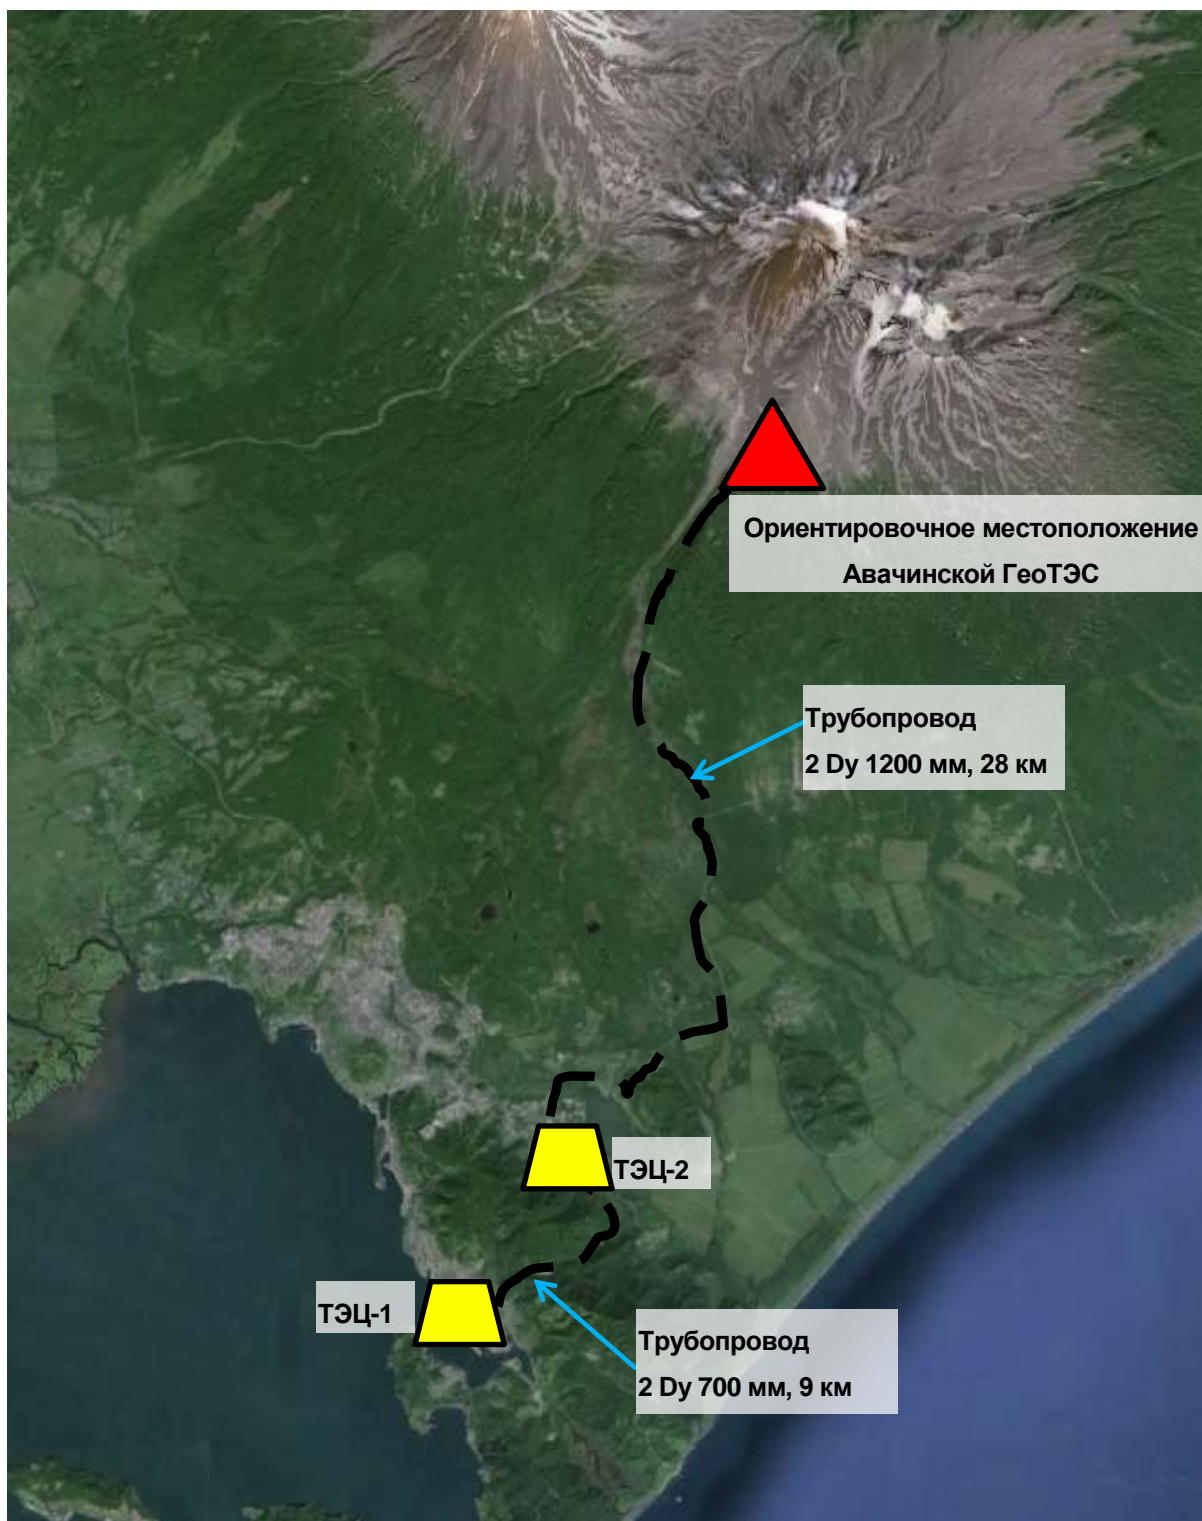 Ориентировочное местоположение
Авачинской ГеоТЭС
Трубопровод
2 Dy 1200 мм, 28 км
ТЭЦ-2
ТЭЦ-1
Трубопровод
2 Dy 700 мм, 9 км